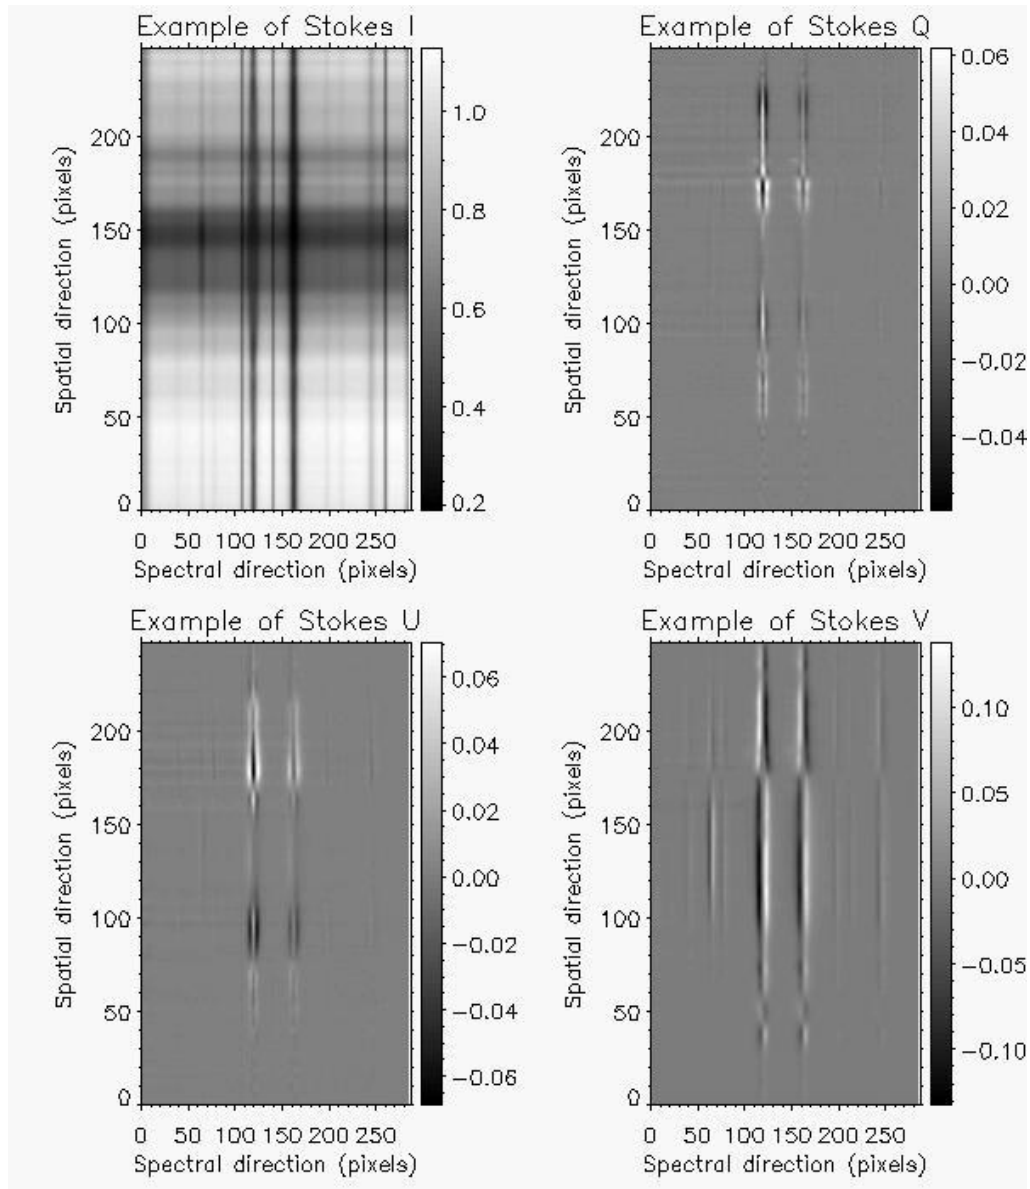 Example of Stokes I
Spatial direction (pixels)
200
150
100
50
0
0 50 100 150 200 250
Spectral direction (pixels)
1.0
0.8
0.6
0.4
0.2
Example of Stokes Q
Spatial direction (pixels)
200
150
100
50
0
0 50 100 150 200 250
Spectral direction (pixels)
0.06
0.04
0.02
0.00
−0.02
−0.04
Example of Stokes U
Spatial direction (pixels)
200
150
100
50
0
0 50 100 150 200 250
Spectral direction (pixels)
0.06
0.04
0.02
0.00
−0.02
−0.04
−0.06
Example of Stokes V
Spatial direction (pixels)
200
150
100
50
0
0 50 100 150 200 250
Spectral direction (pixels)
0.10
0.05
0.00
−0.05
−0.10